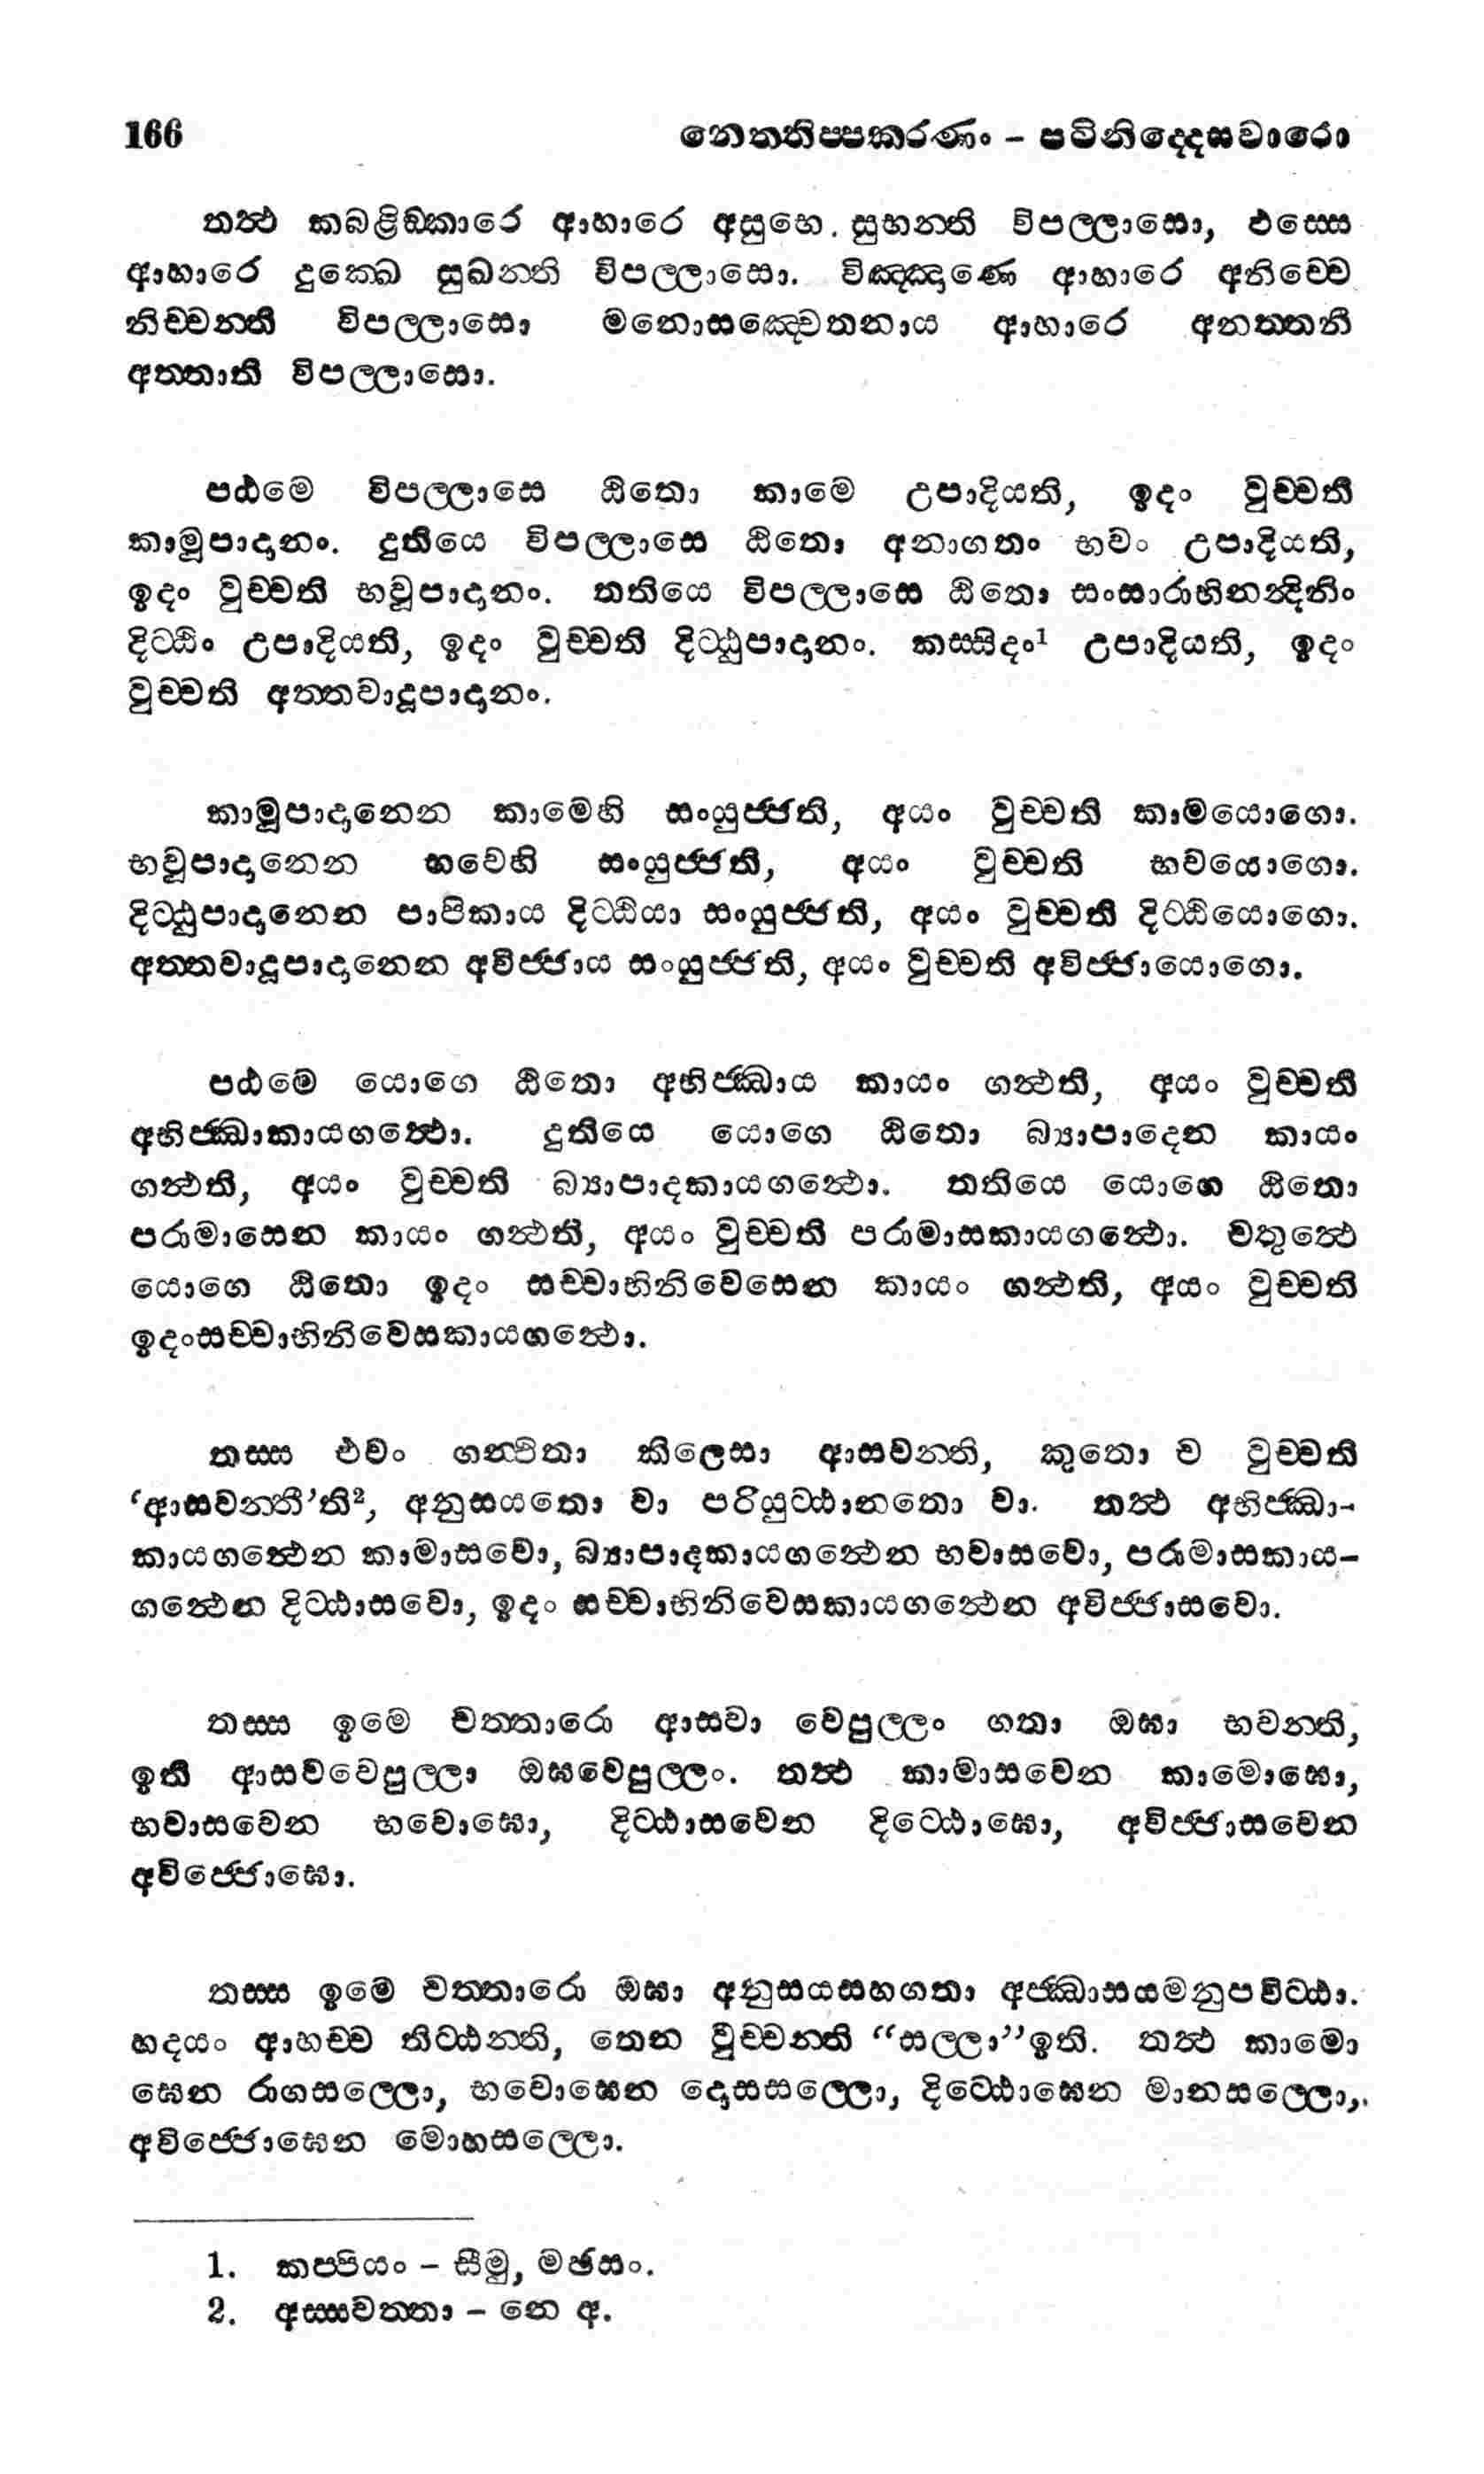 166 නෙත්තිප්පකරණං - පටිනිද්දෙසවාරො
තත්‍ථ කබළිඞ්කාරෙ ආහාරෙ අසුභෙ. සුභන්ති විපල්ලාසො, ඵස්සෙ
ආහාරෙ දුක්ඛෙ සුඛන්ති විපල්ලාසො. විඤ්ඤාණෙ ආහාරෙ අනිච්චෙ
නිච්චන්ති විපල්ලාසො මනොසඤ්චෙතනාය ආහාරෙ අනත්තනි
අත්තාති විපල්ලාසො.
පඨමෙ විපල්ලාසෙ ඨිතො කාමෙ උපාදියති, ඉදං වුච්චති
කාමූපාදානං. දුතියෙ විපල්ලාසෙ ඨිතො අනාගතං භවං උපාදියති,
ඉදං වුච්චති භවූපාදානං. තතියෙ විපල්ලාසෙ ඨිතො සංසාරාභිනන්‍දිනිං
දිට්ඨිං උපාදියති, ඉදං වුච්චති දිට්ඨුපාදානං. කස්සිදං1 උපාදියති, ඉදං
වුච්චති අත්තවාදූපාදානං.
කාමූපාදානෙන කාමෙහි සංයුජ්ජති, අයං වුච්චති කාමයොගො.
භවූපාදානෙන භවෙහි සංයුජ්ජති, අයං වුච්චති භවයොගො.
දිට්ඨුපාදානෙන පාපිකාය දිට්ඨියා සංයුජ්ජති, අයං වුච්චති දිට්ඨියොගො.
අත්තවාදූපාදානෙන අවිජ්ජාය සංයුජ්ජති, අයං වුච්චති අවිජ්ජායොගො.
පඨමෙ යොගෙ ඨිතො අභිජ්ඣාය කායං ගන්‍ථති, අයං වුච්චති
අභිජ්ඣාකායගන්‍ථො. දුතියෙ යොගෙ ඨිතො බ්‍යාපාදෙන කායං
ගන්‍ථති, අයං වුච්චති බ්‍යාපාදකායගන්‍ථො. තතියෙ යොගෙ ඨිතො
පරාමාසෙන කායං ගන්‍ථති, අයං වුච්චති පරාමාසකායගන්‍ථො. චතුත්‍ථෙ
යොගෙ ඨිතො ඉදං සච්චාභිනිවෙසෙන කායං ගන්‍ථති, අයං වුච්චති
ඉදංසච්චාභිනිවෙසකායගන්‍ථො.
තස්ස එවං ගන්‍ථිතා කිලෙසා ආසවන්ති, කුතො ච වුච්චති
‘ආසවන්තී’ති2, අනුසයතො වා පරියුට්ඨානතො වා. තත්‍ථ අභිජ්ඣා-
කායගන්‍ථෙන කාමාසවො, බ්‍යාපාදකායගන්‍ථෙන භවාසවො, පරාමාසකාය-
ගන්‍ථෙන දිට්ඨාසවො, ඉදං සච්චාභිනිවෙසකායගන්‍ථෙන අවිජ්ජාසවො.
තස්ස ඉමෙ චත්තාරො ආසවා වෙපුල්ලං ගතා ඔඝා භවන්ති,
ඉති ආසවවෙපුල්ලා ඔඝවෙපුල්ලං. තත්‍ථ කාමාසවෙන කාමොඝො,
භවාසවෙන භවොඝො, දිට්ඨාසවෙන දිට්ඨොඝො, අවිජ්ජාසවෙන
අවිජ්ජොඝො.
තස්ස ඉමෙ චත්තාරො ඔඝා අනුසයසහගතා අජ්ඣාසයමනුපවිට්ඨා.
හදයං ආහච්ච තිට්ඨන්ති, තෙන වුච්චන්ති “සල්ලා”ඉති. තත්‍ථ කාමො
ඝෙන රාගසල්ලො, භවොඝෙන දොසසල්ලො, දිට්ඨොඝෙන මානසල්ලො,
අවිජ්ජොඝෙන මොහසල්ලො.
1. කප්පියං - සීමු, මඡසං.
2. අස්සවත්තා - නෙ අ.